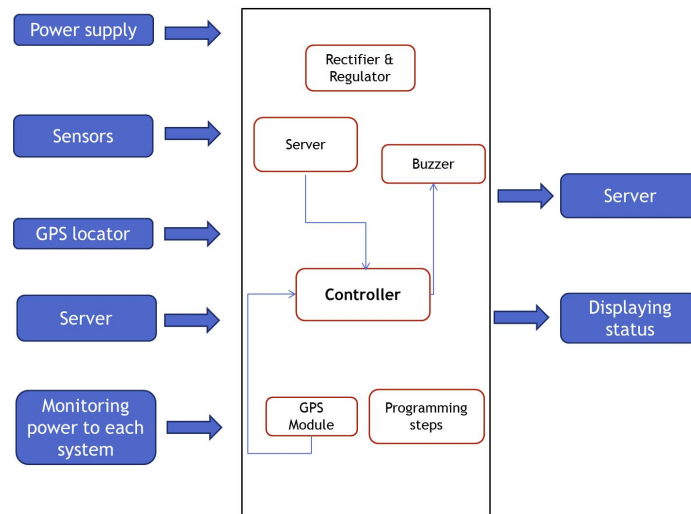 Power supply
Sensors
GPS locator
Server
Monitoring
power to each
system
Rectifier &
Regulator
Server
Buzzer
Controller
GPS
Module
Programming
steps
Server
Displaying
status